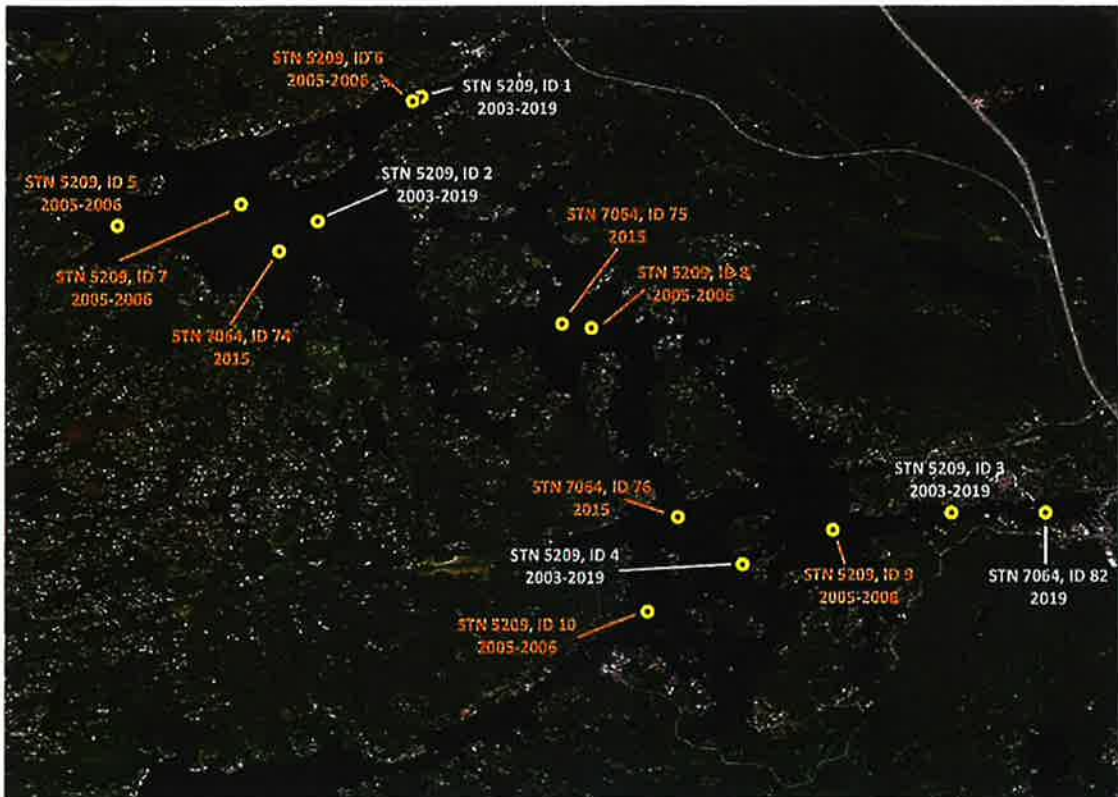 STN 5209, ID 6
2005-2006
STN 5209, ID 1
2003-2019
STN 5209, ID 5
2005-2006
STN 5209, ID 2
2003-2019
STN 7064, ID 75
2015
STN 5209, ID 8
2005-2006
STN 5209, ID 7
2005-2006
STN 7064, ID 74
2015
STN 5209, ID 3
2003-2019
STN 7064, ID 76
2015
STN 5209, ID 4
2003-2019
STN 5209, ID 9
2005-2006
STN 7064, ID 82
2019
STN 5209, ID 10
2005-2006